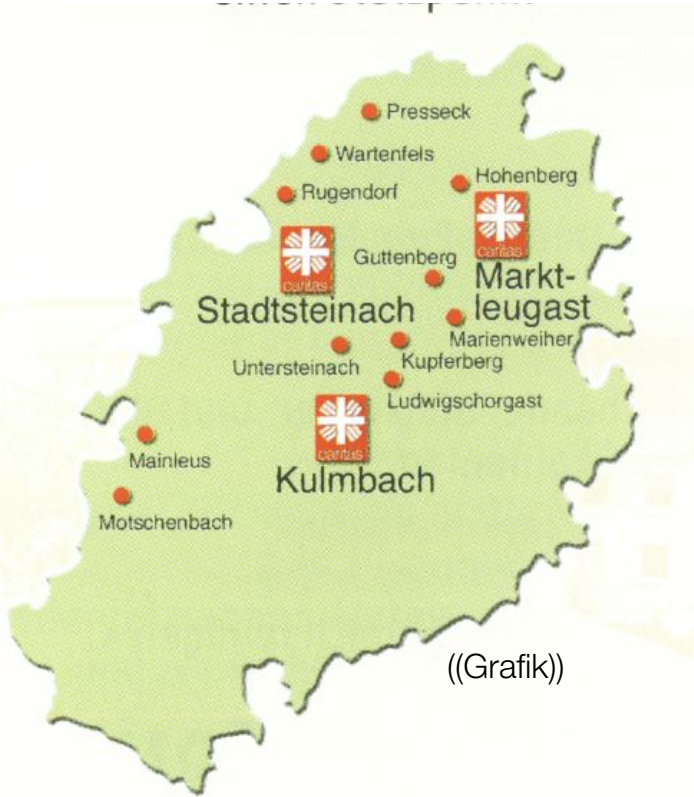 Presseck
Wartenfels
Hohenberg
Rugendorf
caritas
Guttenberg
caritas
Markt-
leugast
Stadtsteinach
Marienweiher
Untersteinach
Kupferberg
Ludwigschorgast
caritas
Mainleus
Kulmbach
Motschenbach
((Grafik))